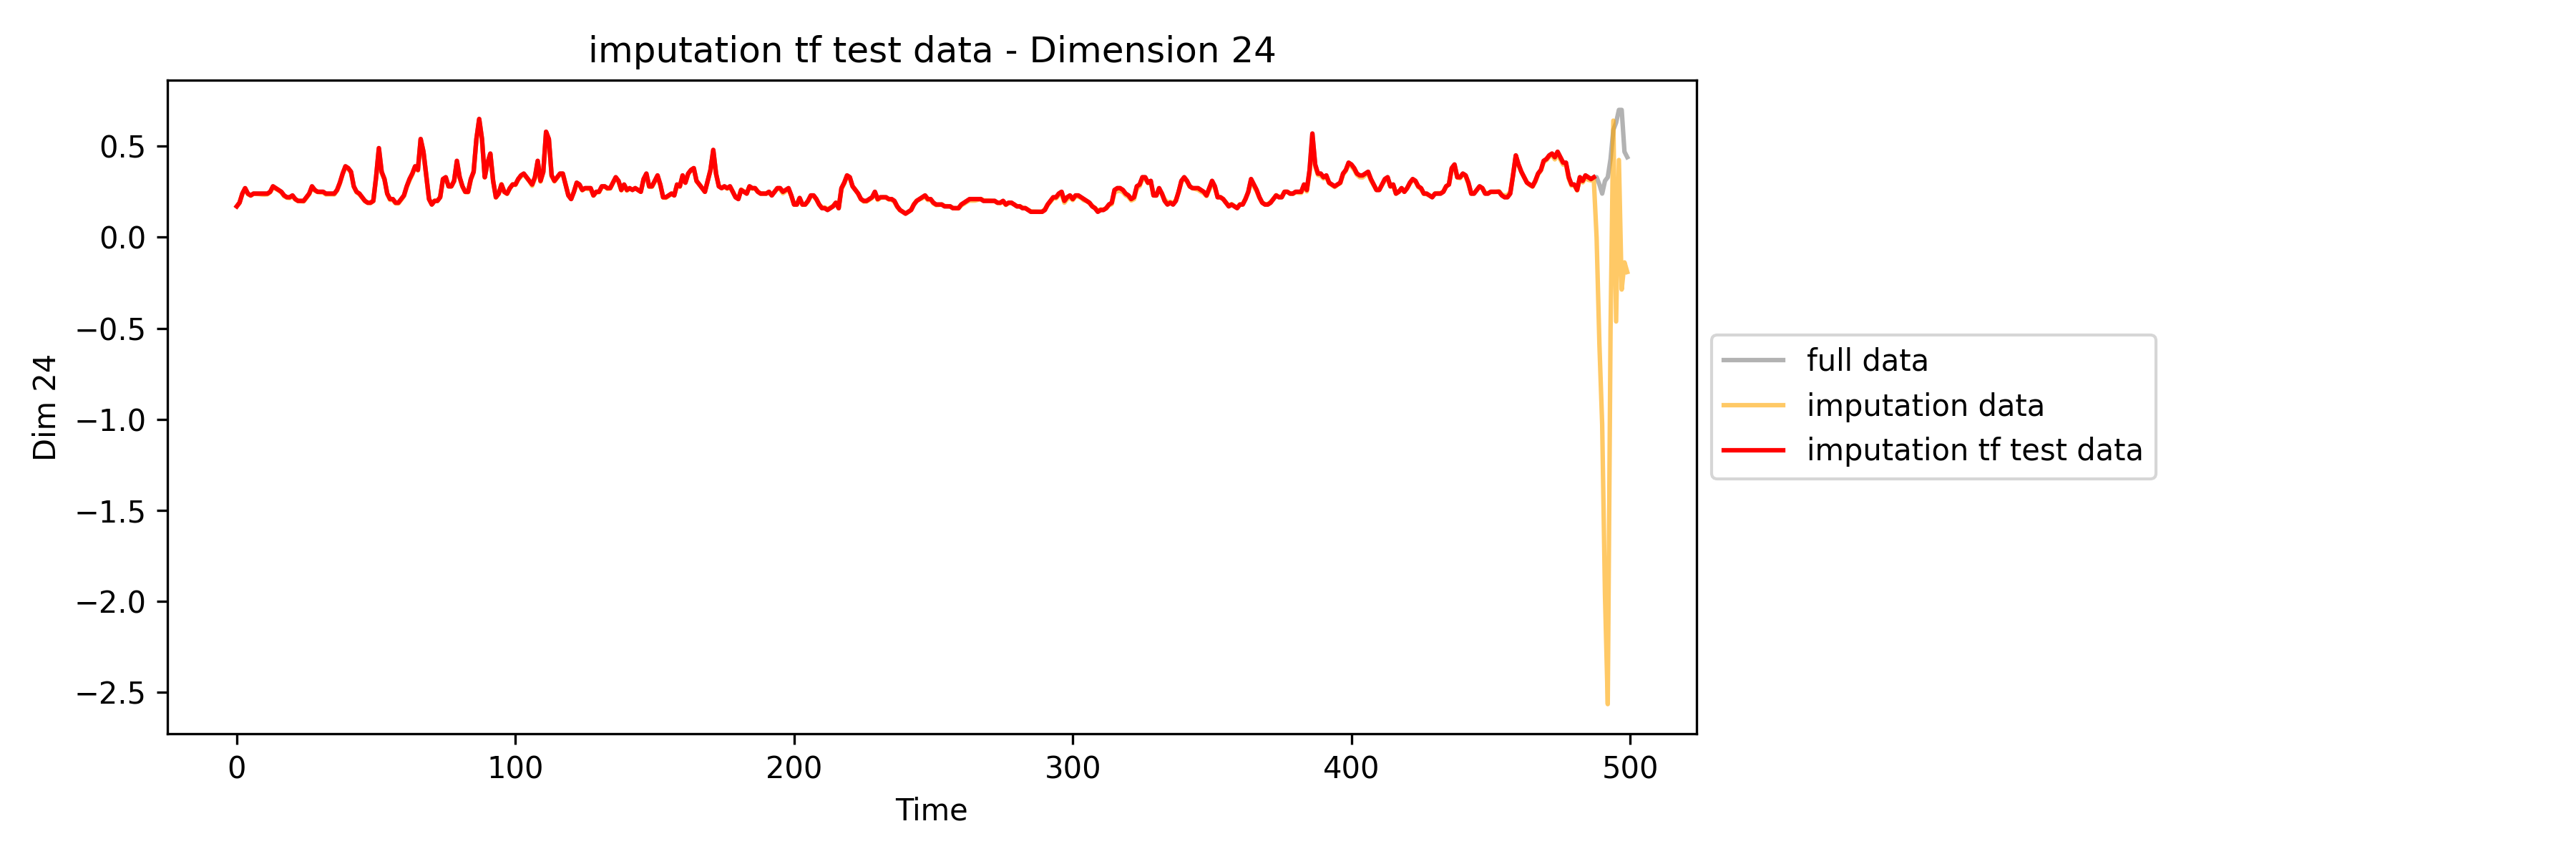 imputation tf test data - Dimension 24
0.5
0.0
−0.5
−1.0
−1.5
−2.0
−2.5
Dim 24
0 100 200 300 400 500
Time
full data
imputation data
imputation tf test data